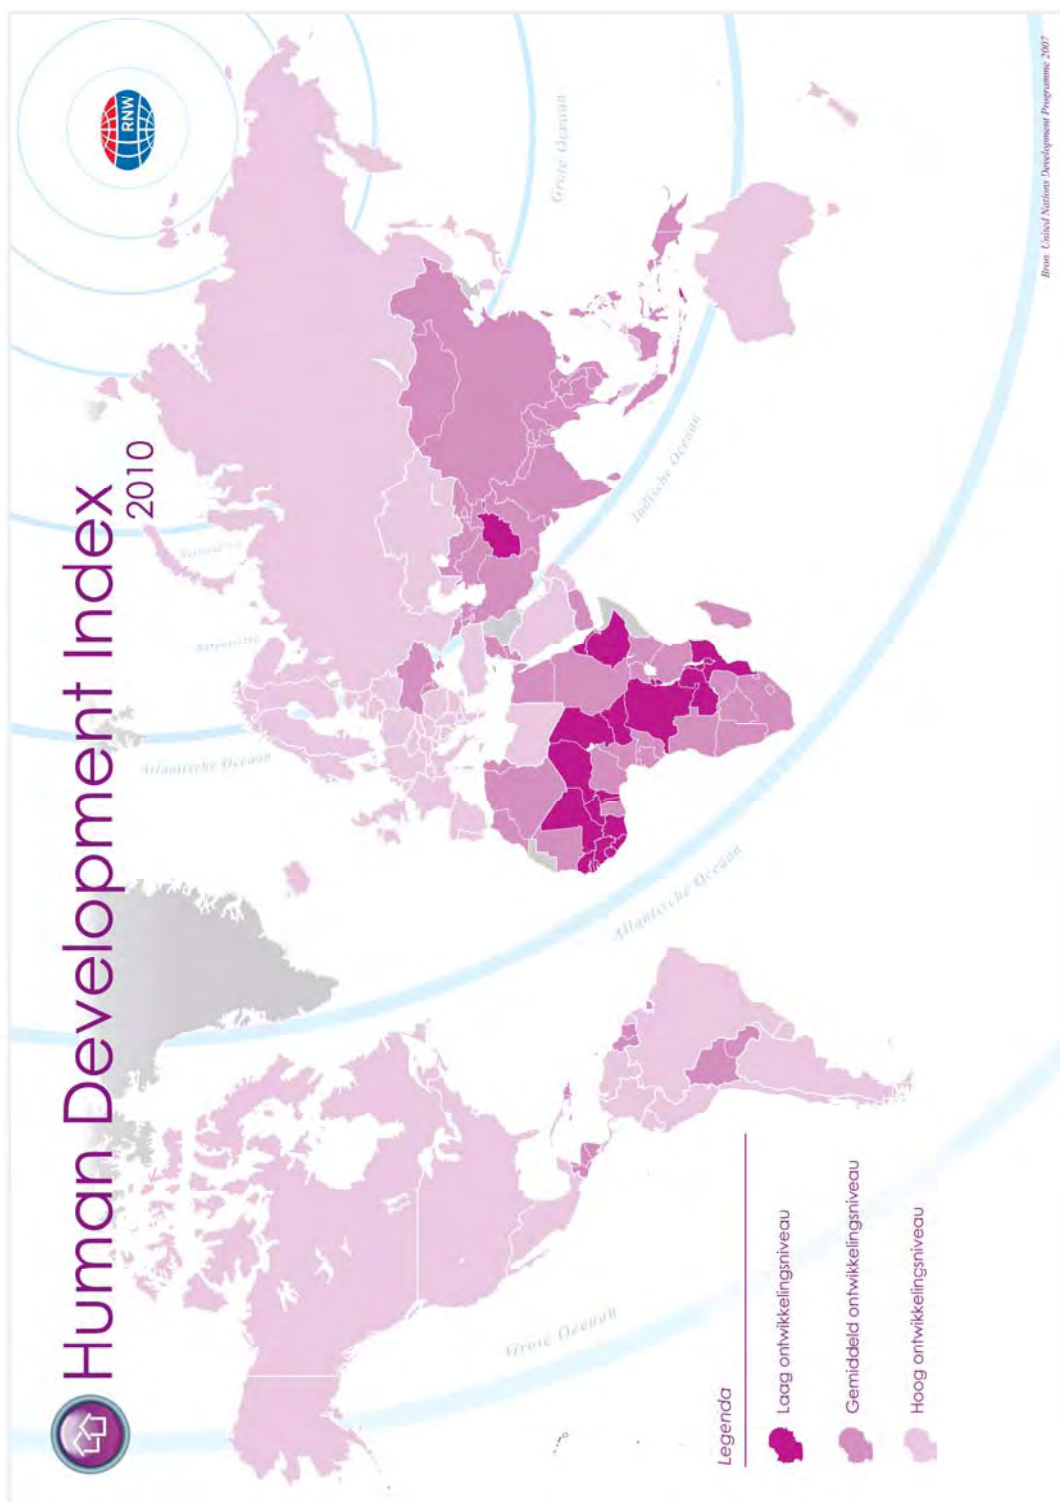 Human Development Index
2010
RNW
Grote Oceaan
Indische Oceaan
Atlantische Oceaan
Atlantische Oceaan
Grote Oceaan
Legenda
Laag ontwikkelingsniveau
Gemiddeld ontwikkelingsniveau
Hoog ontwikkelingsniveau
Bron: United Nations Development Programme 2007